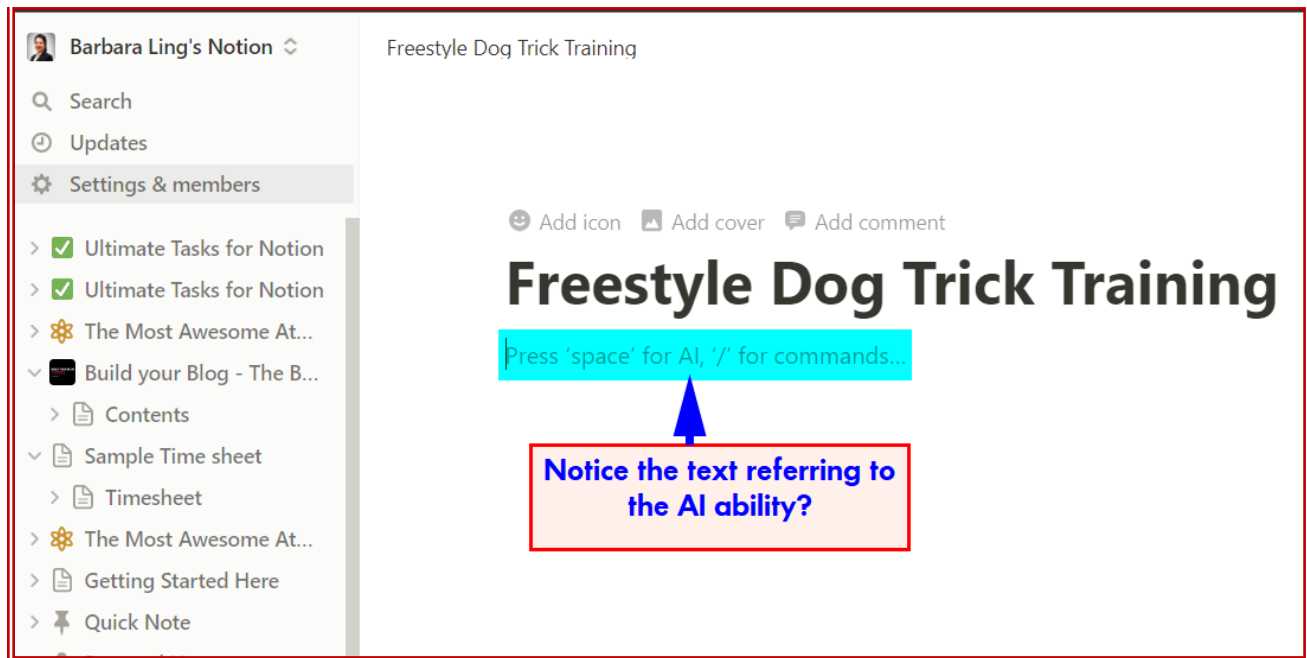 Barbara Ling's Notion
Freestyle Dog Trick Training
Search
Updates
Settings & members
Add icon Add cover Add comment
Ultimate Tasks for Notion
Freestyle Dog Trick Training
Ultimate Tasks for Notion
The Most Awesome At...
Press 'space' for AI, '/' for commands...
Build your Blog - The B...
Contents
Sample Time sheet
Notice the text referring to
the AI ability?
Timesheet
The Most Awesome At...
Getting Started Here
Quick Note